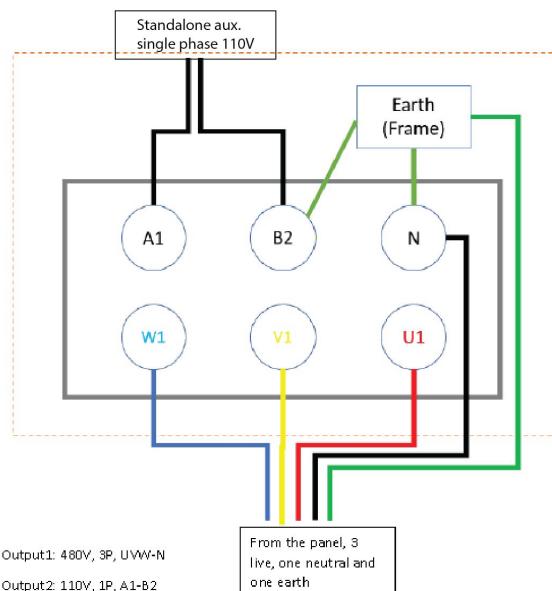 Standalone aux.
single phase 110V
Earth
(Frame)
A1
B2
N
W1
V1
U1
Output1: 480V, 3P, UVW-N
Output2: 110V, 1P, A1-B2
From the panel, 3
live, one neutral and
one earth